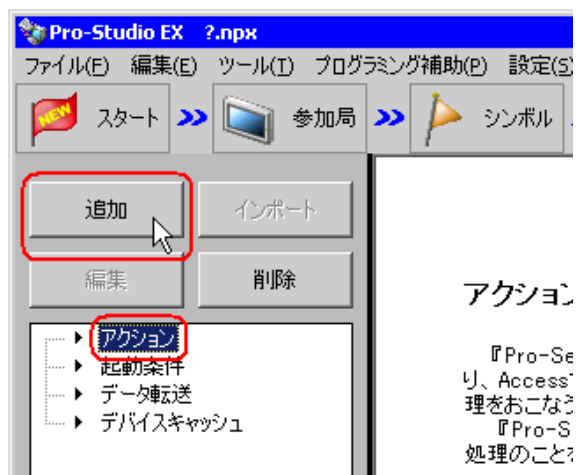 Pro-Studio EX ?.npx
ファイル(F) 編集(E) ツール(T) プログラミング補助(P) 設定(S)
NEW スタート >> 参加局 >> シンボル
追加 インポート
編集 削除
アクション
起動条件
データ転送
デバイスキャッシュ
アクション
『Pro-Se
り、Access
理をおこなう
『Pro-S
処理のことを